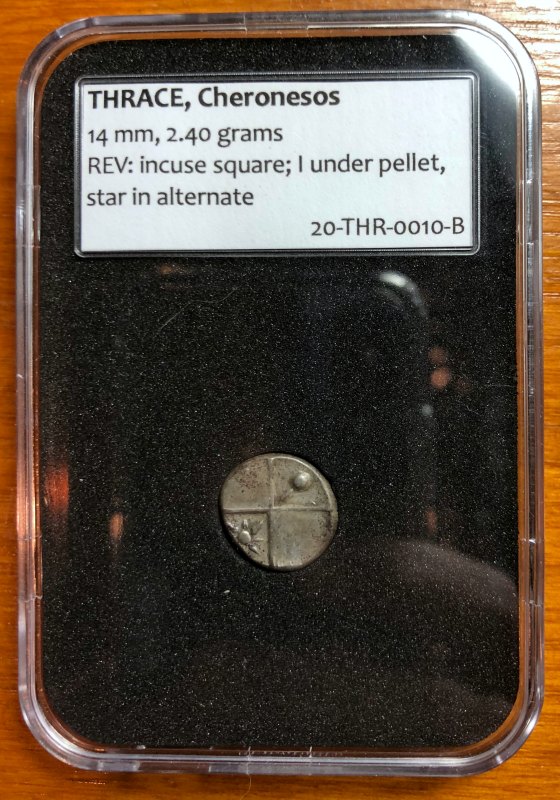 THRACE, Cheronesos
14 mm, 2.40 grams
REV: incuse square; I under pellet,
star in alternate
20-THR-0010-B